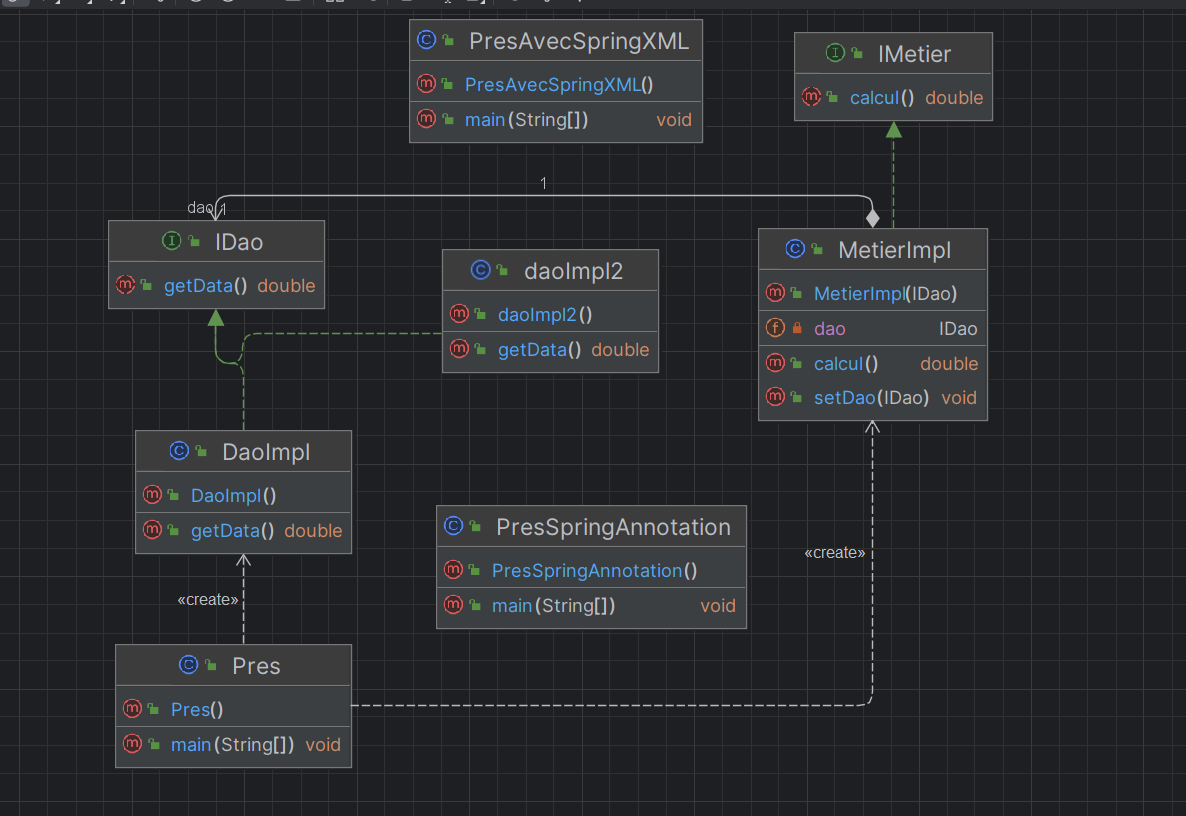 PresAvecSpringXML
PresAvecSpringXML()
main(String[]) void
IMetier
calcul() double
1
dao 1
IDao
getData() double
daoImpl2
daoImpl2()
getData() double
MetierImpl
MetierImpl(IDao)
dao IDao
calcul() double
setDao(IDao) void
DaoImpl
DaoImpl()
getData() double
PresSpringAnnotation
PresSpringAnnotation()
main(String[]) void
«create»
«create»
Pres
Pres()
main(String[]) void